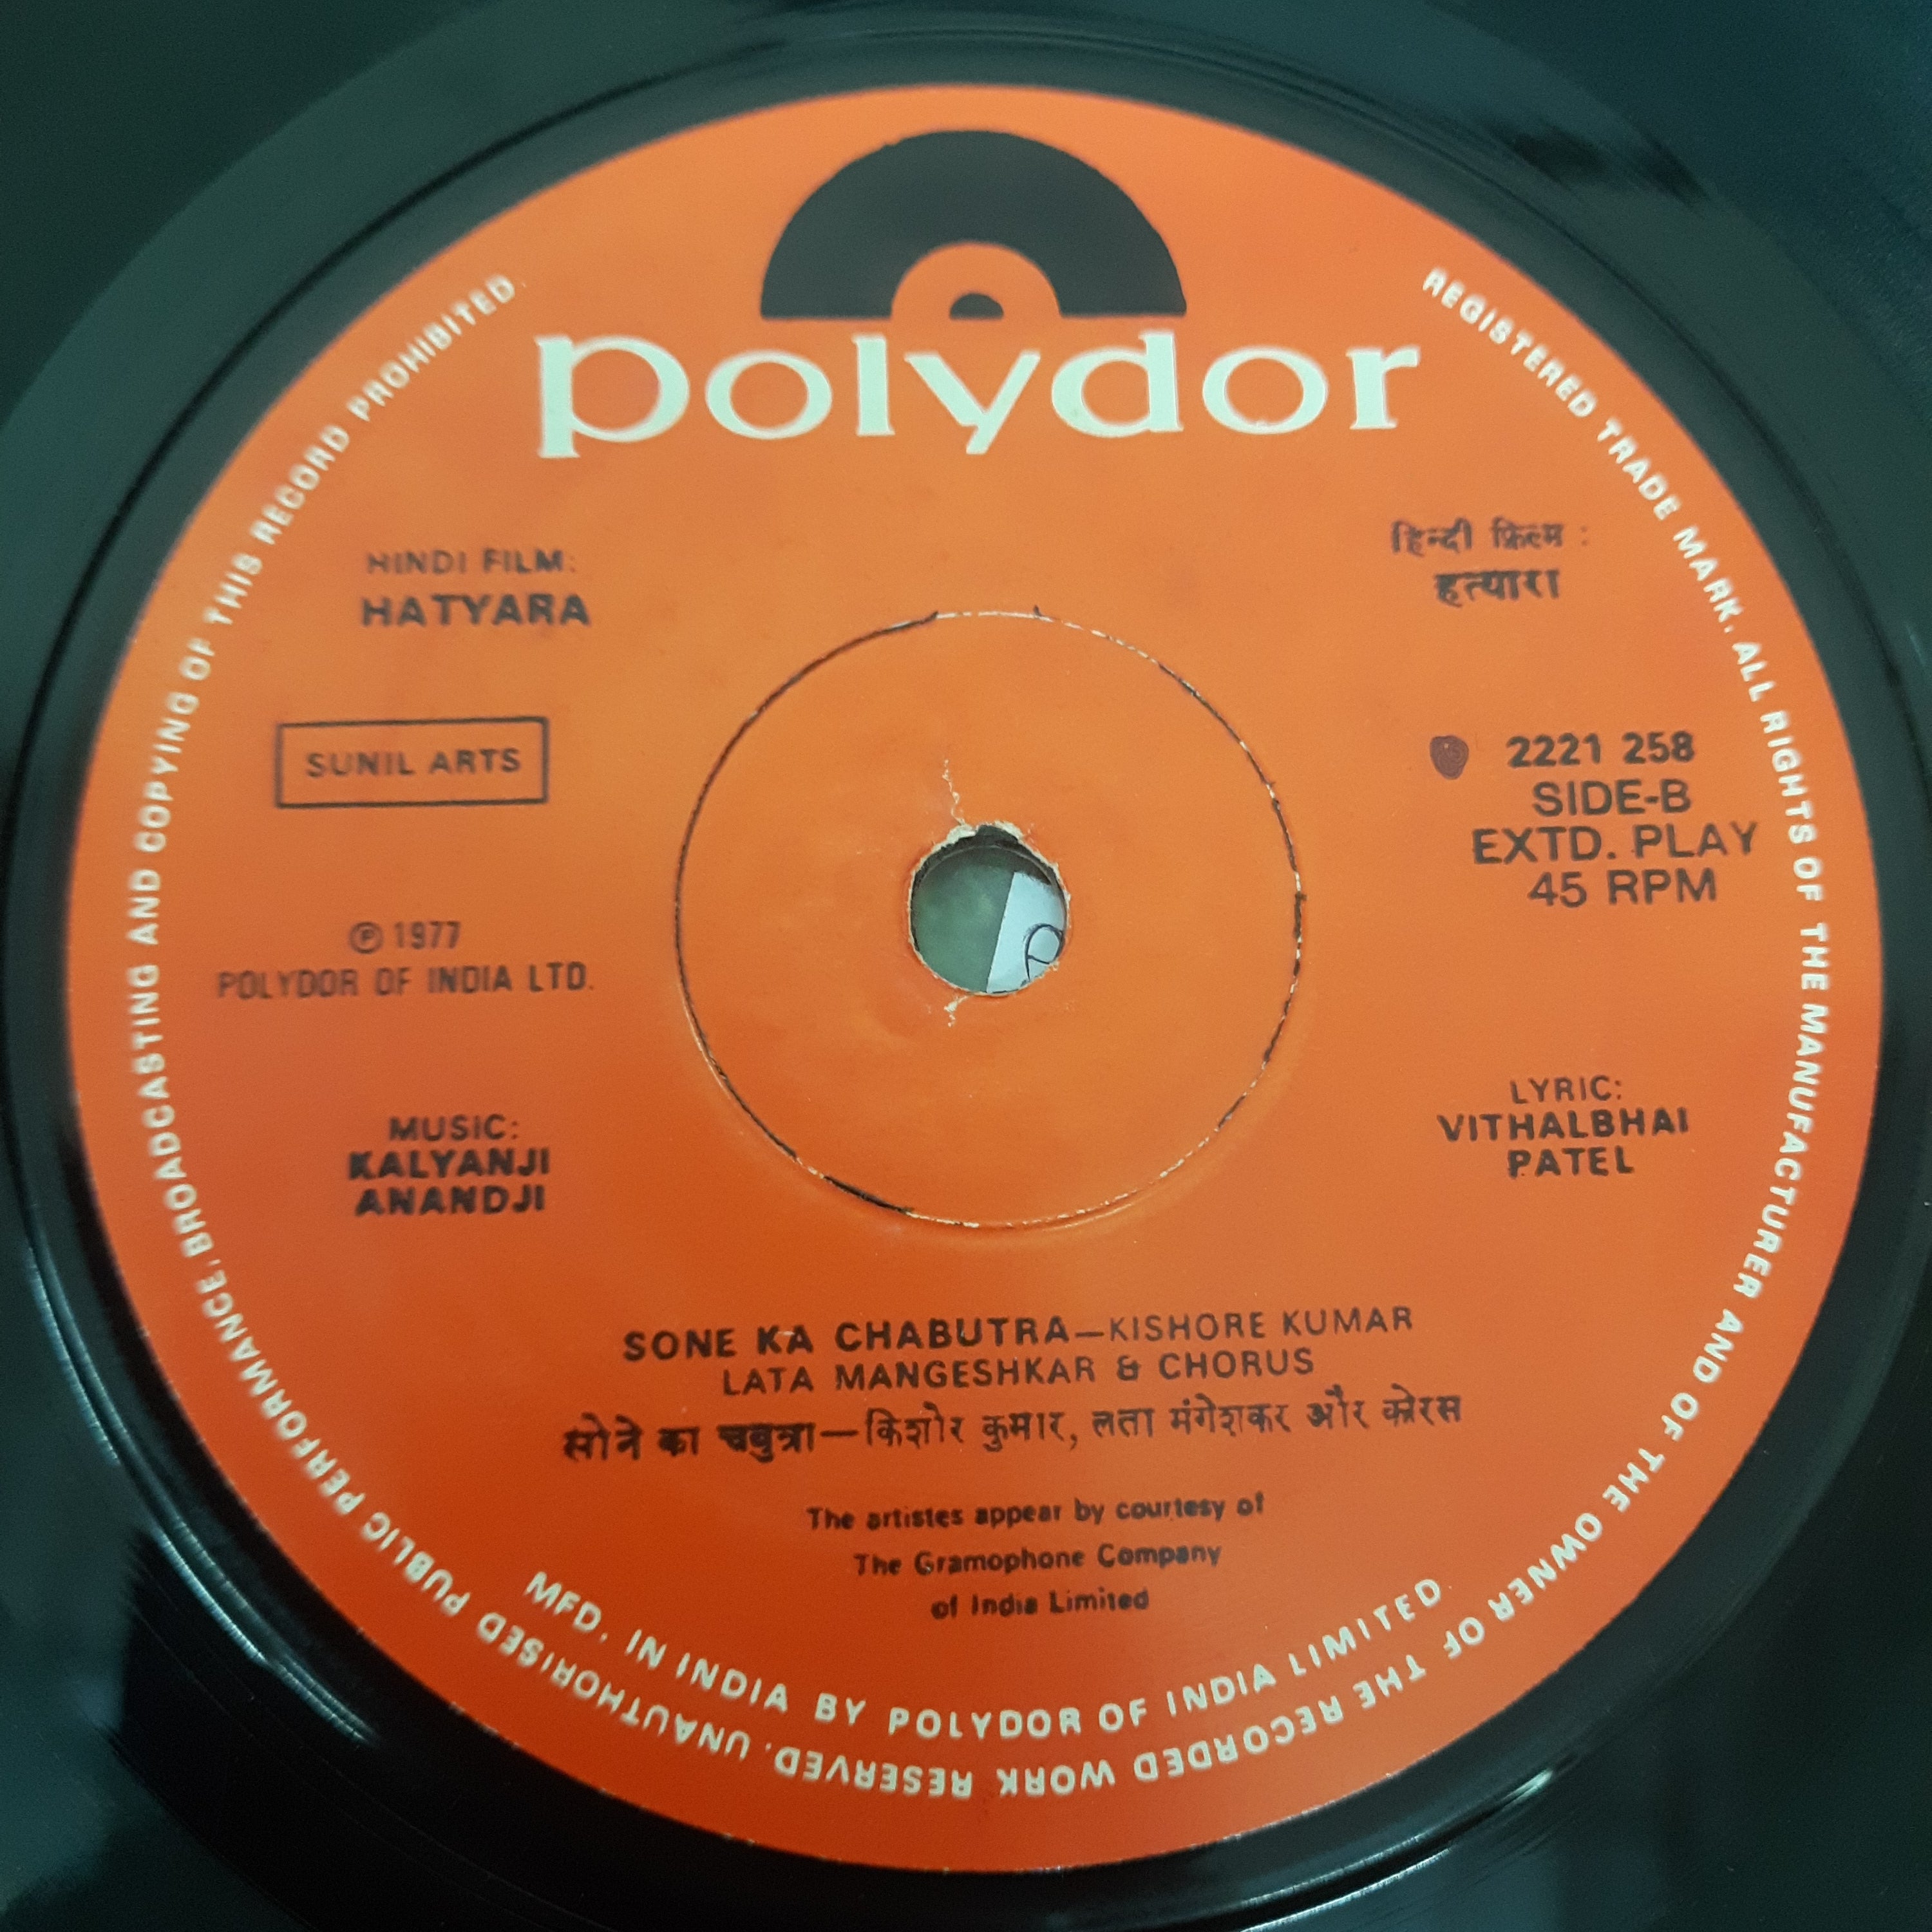 polydor
HINDI FILM:
HATYARA
हिन्दी फ़िल्म :
हत्यारा
SUNIL ARTS
2221 258
SIDE-B
EXTD. PLAY
45 RPM
Ⓟ 1977
POLYDOR OF INDIA LTD.
MUSIC:
KALYANJI
ANANDJI
LYRIC:
VITHALBHAI
PATEL
SONE KA CHABUTRA—KISHORE KUMAR
LATA MANGESHKAR & CHORUS
सोने का चबुत्रा—किशोर कुमार, लता मंगेशकर और कोरस
The artistes appear by courtesy of
The Gramophone Company
of India Limited
MFD. IN INDIA BY POLYDOR OF INDIA LIMITED
REGISTERED TRADE MARK. ALL RIGHTS OF THE MANUFACTURER AND OF THE OWNER OF THE RECORDED WORK RESERVED. UNAUTHORISED PUBLIC PERFORMANCE, BROADCASTING AND COPYING OF THIS RECORD PROHIBITED.